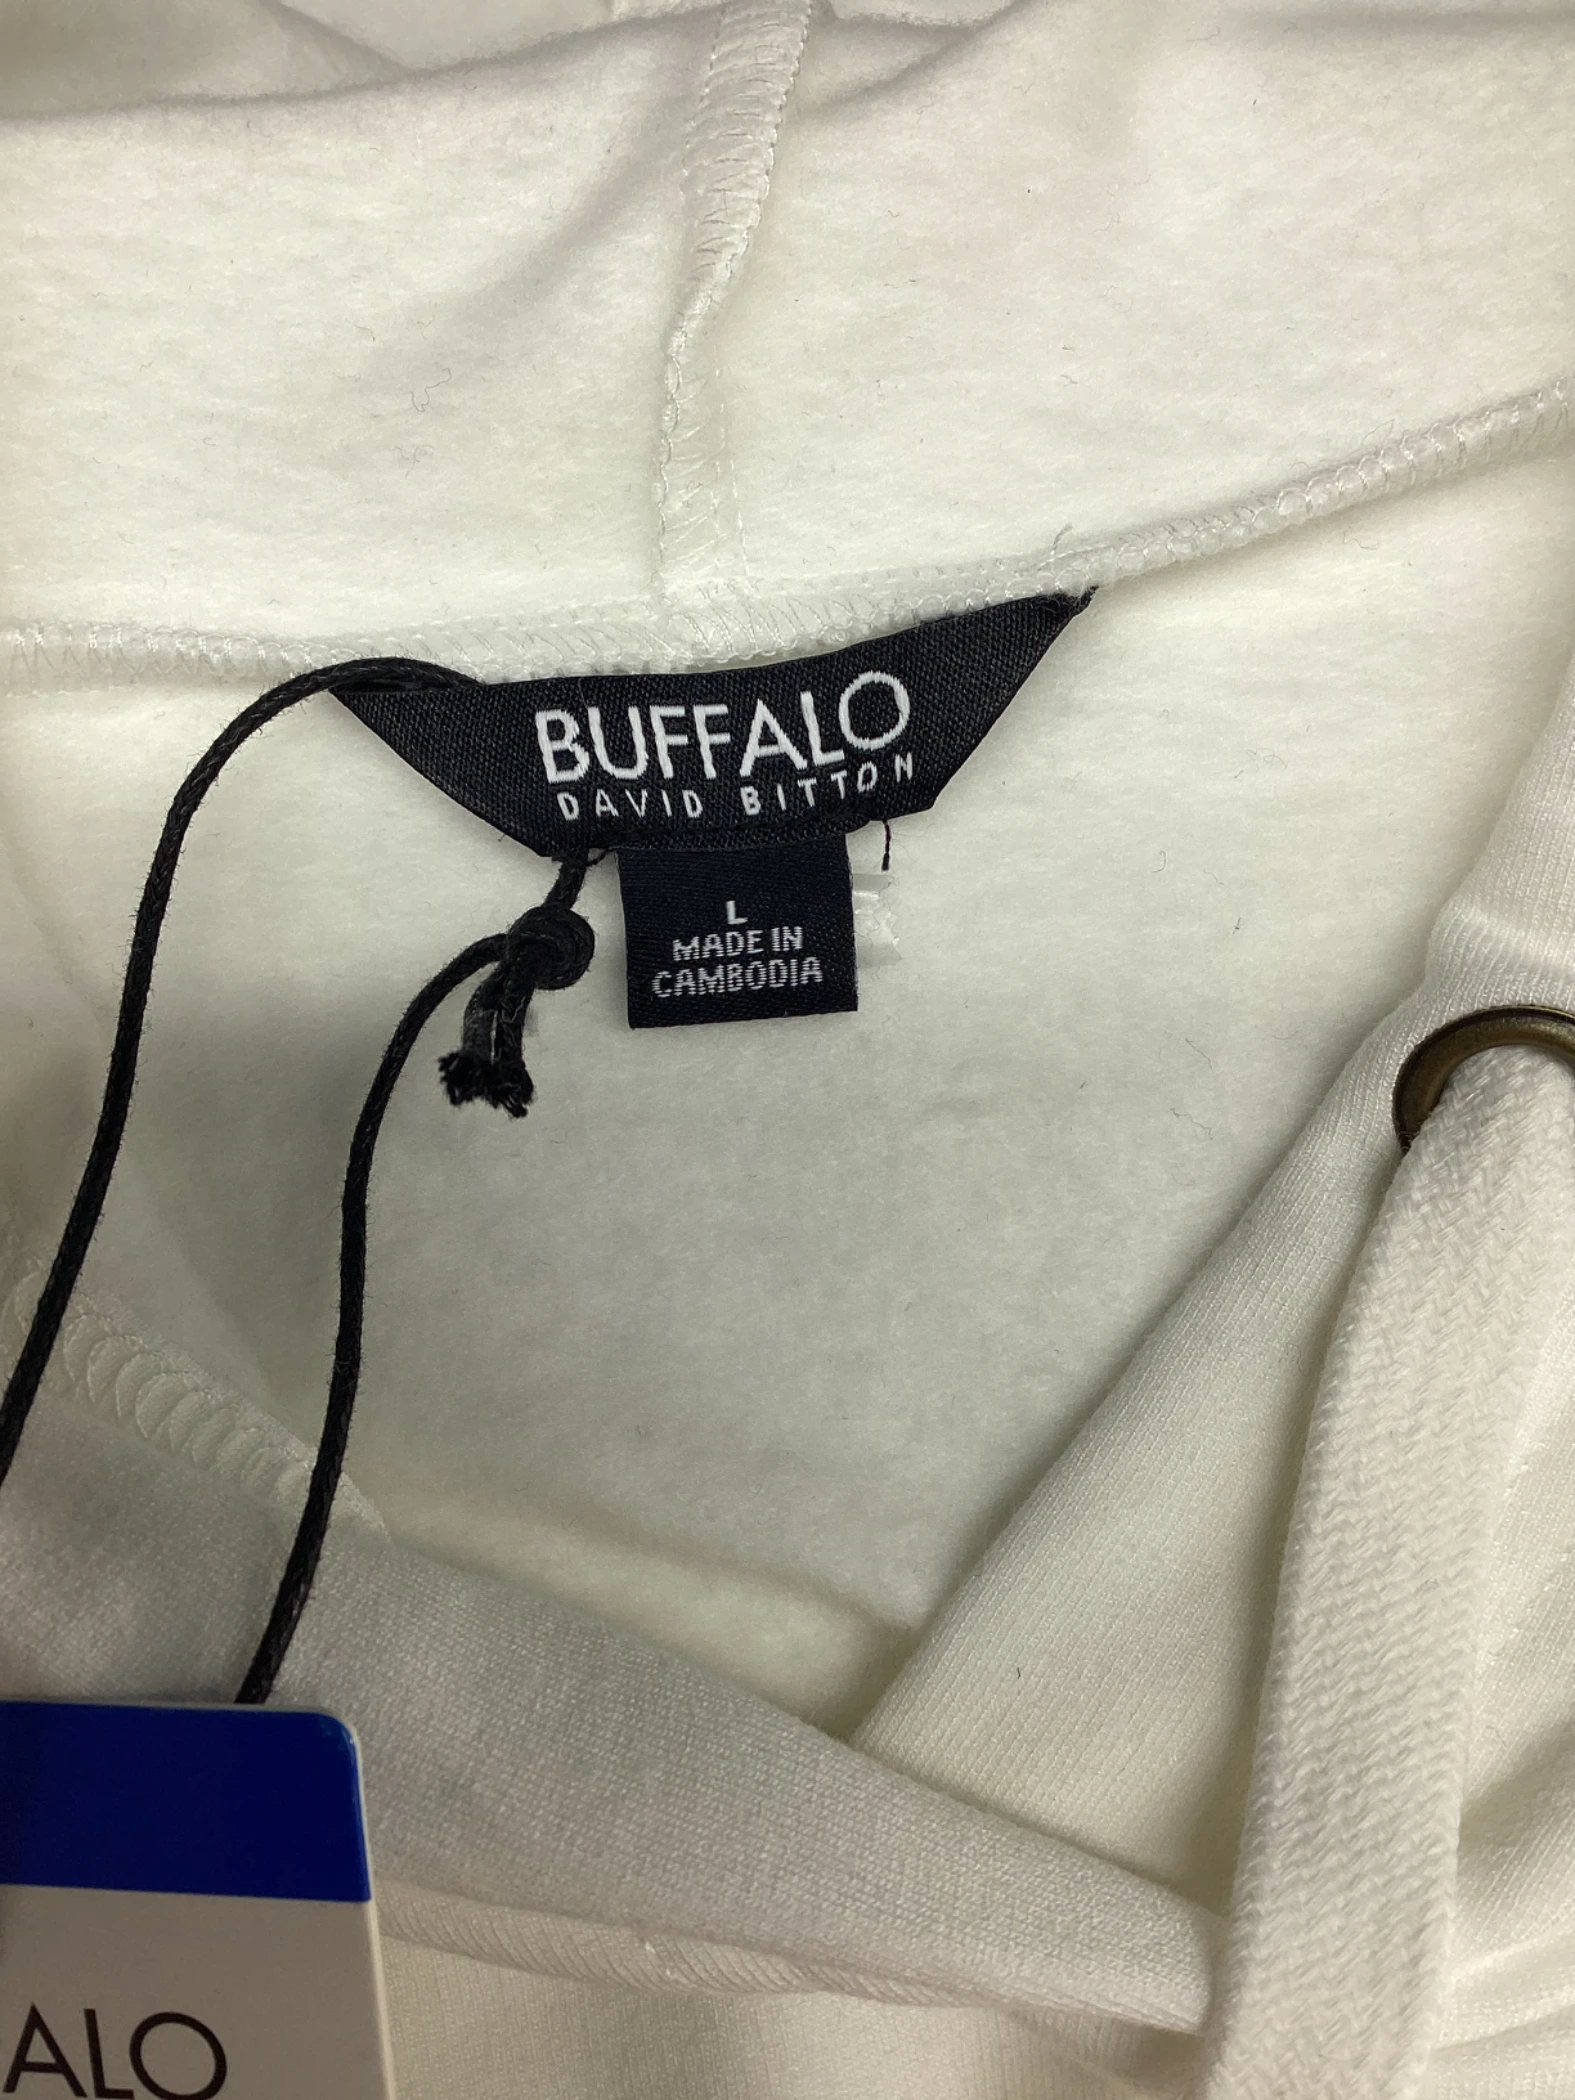 BUFFALO
DAVID BITTON
L
MADE IN
CAMBODIA
ALO